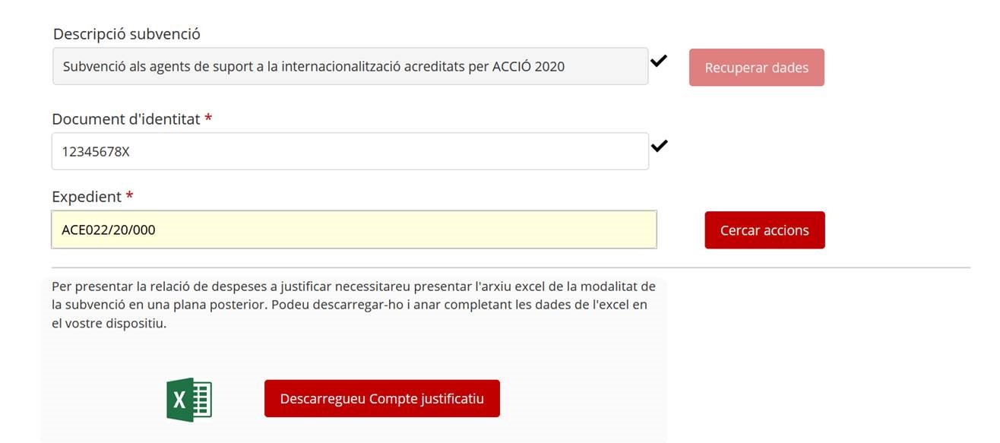 Descripció subvenció
Subvenció als agents de suport a la internacionalització acreditats per ACCIÓ 2020
Recuperar dades
Document d'identitat *
12345678X
Expedient *
ACE022/20/000
Cercar accions
Per presentar la relació de despeses a justificar necessitareu presentar l'arxiu excel de la modalitat de
la subvenció en una plana posterior. Podeu descarregar-ho i anar completant les dades de l'excel en
el vostre dispositiu.
X
Descarregueu Compte justificatiu